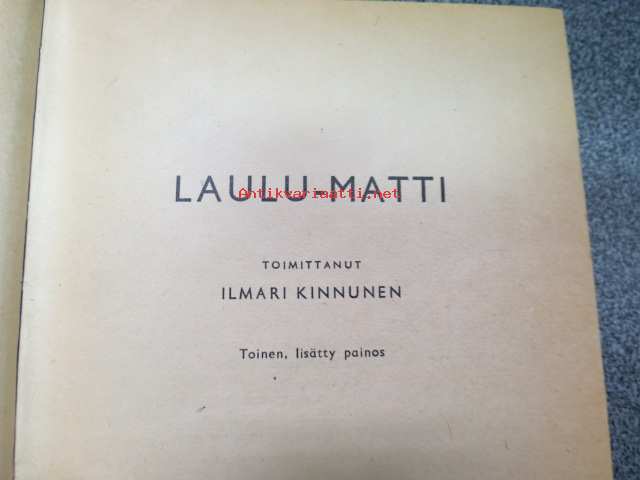 LAULU-MATTI
Antikvariaatti.net
TOIMITTANUT
ILMARI KINNUNEN
Toinen, lisätty painos